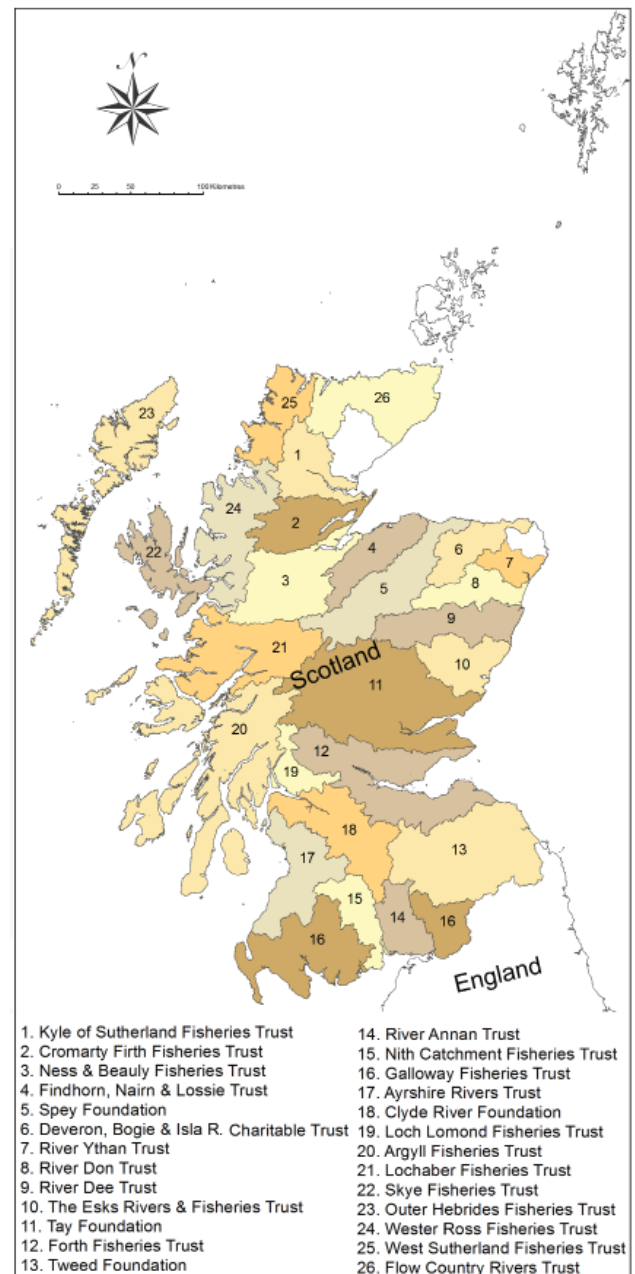 N
0 25 50 100 Kilometres
23
25
26
1
24
2
22
4
6
7
3
5
8
9
21
10
Scotland
11
20
12
19
18
17
13
15
14
16
16
England
1. Kyle of Sutherland Fisheries Trust
2. Cromarty Firth Fisheries Trust
3. Ness & Beauly Fisheries Trust
4. Findhorn, Nairn & Lossie Trust
5. Spey Foundation
6. Deveron, Bogie & Isla R. Charitable Trust
7. River Ythan Trust
8. River Don Trust
9. River Dee Trust
10. The Esks Rivers & Fisheries Trust
11. Tay Foundation
12. Forth Fisheries Trust
13. Tweed Foundation
14. River Annan Trust
15. Nith Catchment Fisheries Trust
16. Galloway Fisheries Trust
17. Ayrshire Rivers Trust
18. Clyde River Foundation
19. Loch Lomond Fisheries Trust
20. Argyll Fisheries Trust
21. Lochaber Fisheries Trust
22. Skye Fisheries Trust
23. Outer Hebrides Fisheries Trust
24. Wester Ross Fisheries Trust
25. West Sutherland Fisheries Trust
26. Flow Country Rivers Trust